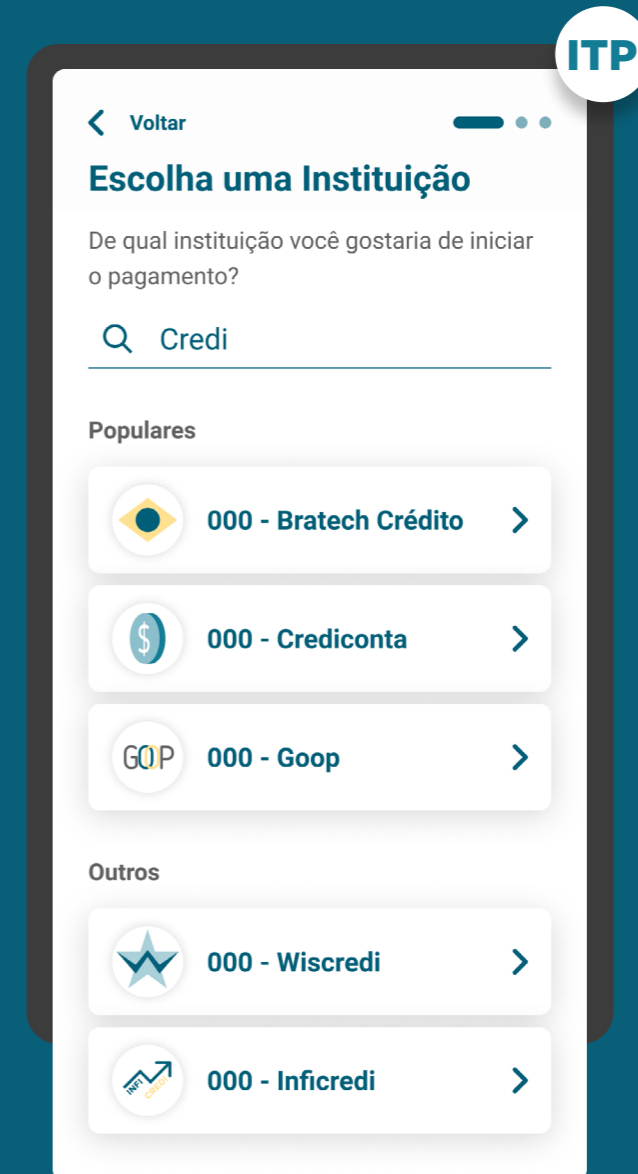 ITP
Voltar
Escolha uma Instituição
De qual instituição você gostaria de iniciar
o pagamento?
Credi
Populares
000 - Bratech Crédito
$
000 - Crediconta
GOOP
000 - Goop
Outros
000 - Wiscredi
INFI
CREDI
000 - Inficredi